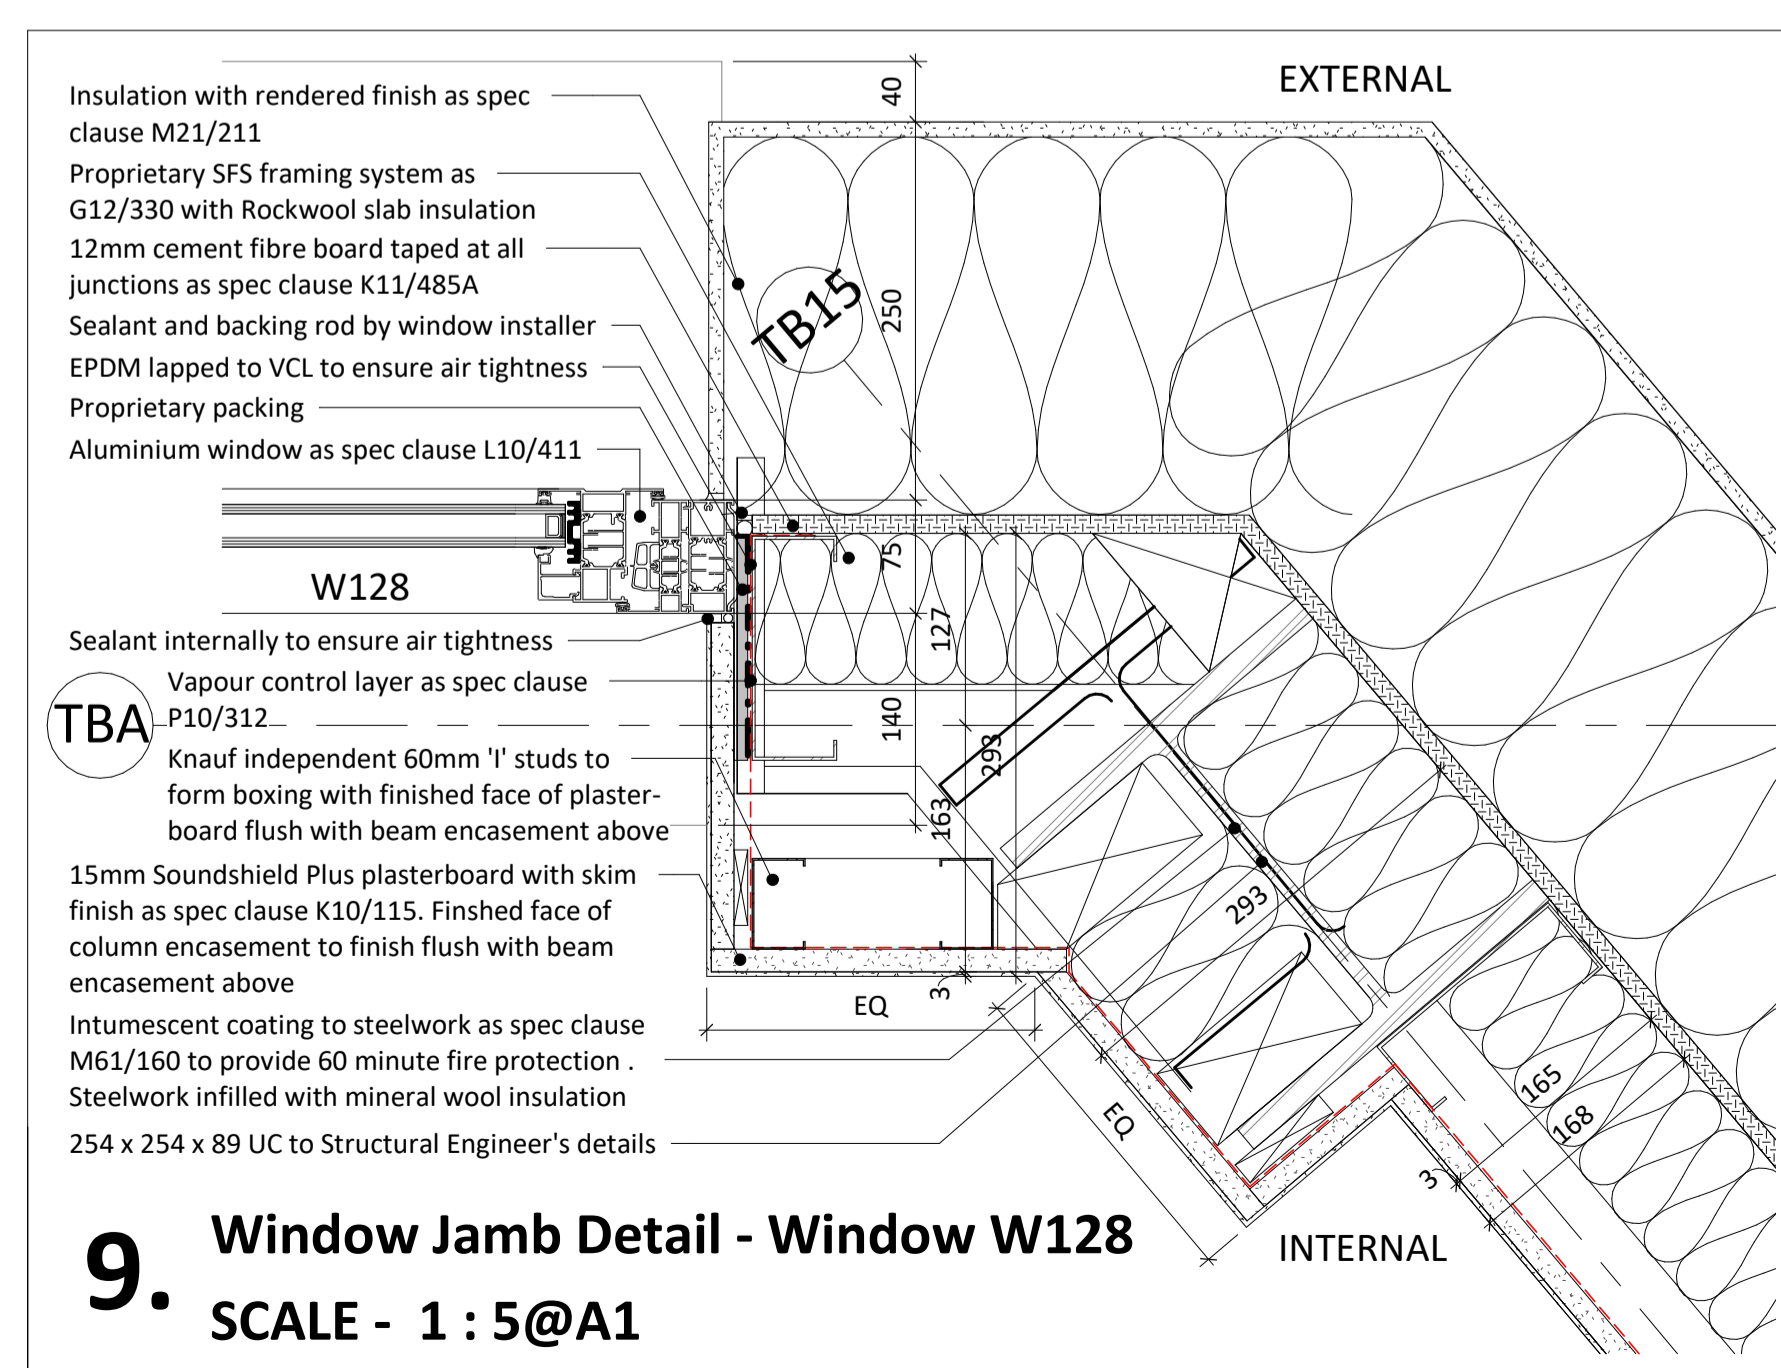 EXTERNAL
Insulation with rendered finish as spec
clause M21/211
Proprietary SFS framing system as
G12/330 with Rockwool slab insulation
12mm cement fibre board taped at all
junctions as spec clause K11/485A
Sealant and backing rod by window installer
EPDM lapped to VCL to ensure air tightness
Proprietary packing
Aluminium window as spec clause L10/411
W128
Sealant internally to ensure air tightness
TBA
Vapour control layer as spec clause
P10/312
Knauf independent 60mm 'I' studs to
form boxing with finished face of plaster-
board flush with beam encasement above
15mm Soundshield Plus plasterboard with skim
finish as spec clause K10/115. Finshed face of
column encasement to finish flush with beam
encasement above
Intumescent coating to steelwork as spec clause
M61/160 to provide 60 minute fire protection .
Steelwork infilled with mineral wool insulation
254 x 254 x 89 UC to Structural Engineer's details
40
250
TB15
75
127
140
293
163
293
3
EQ
EQ
165
168
3
INTERNAL
9.
Window Jamb Detail - Window W128
SCALE - 1 : 5@A1